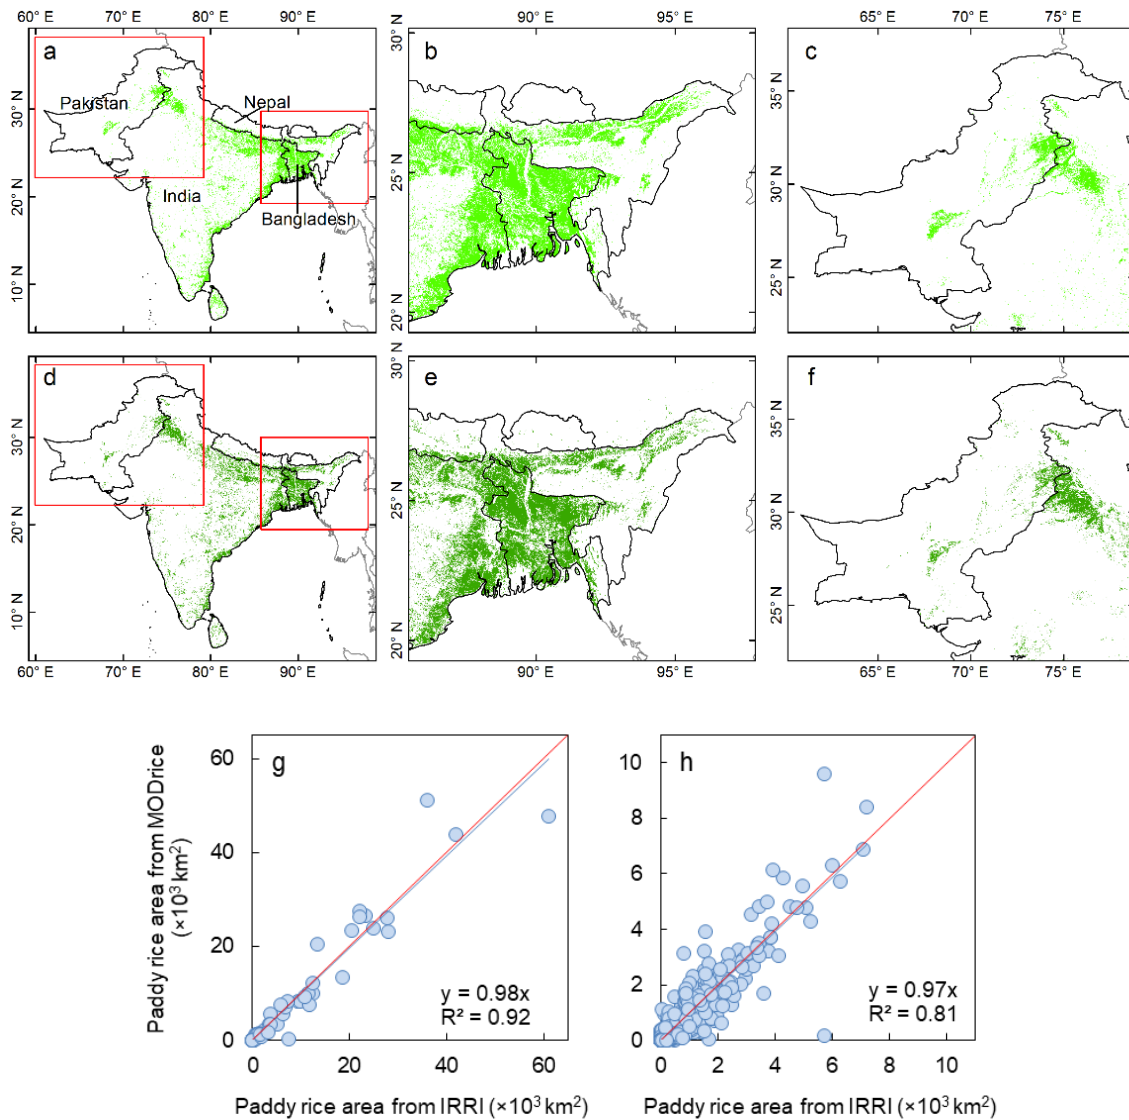 60° E 70° E 80° E 90° E 90° E 95° E 65° E 70° E 75° E
a
Pakistan
Nepal
India
Bangladesh
30° N
20° N
10° N
b
30° N
25° N
20° N
c
35° N
30° N
25° N
d
30° N
20° N
10° N
e
30° N
25° N
20° N
f
35° N
30° N
25° N
60° E 70° E 80° E 90° E 90° E 95° E 65° E 70° E 75° E
Paddy rice area from MODrice
(×10³ km²)
g
60
40
20
0
y = 0.98x
R² = 0.92
0 20 40 60
Paddy rice area from IRRI (×10³ km²)
h
10
8
6
4
2
0
y = 0.97x
R² = 0.81
0 2 4 6 8 10
Paddy rice area from IRRI (×10³ km²)